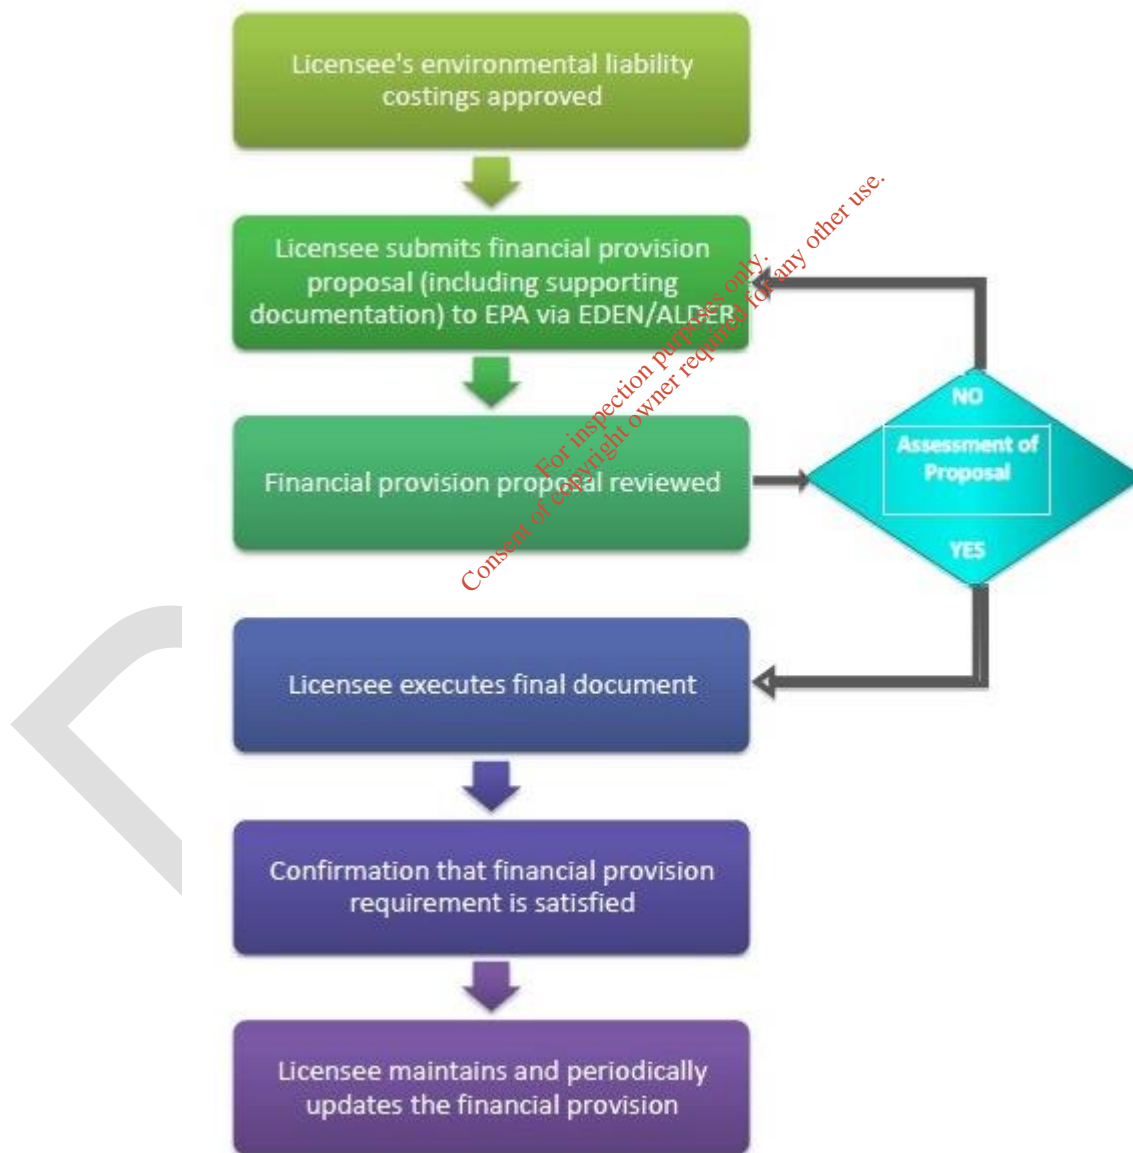 Licensee's environmental liability
costings approved
Licensee submits financial provision
proposal (including supporting
documentation) to EPA via EDEN/ALDER
Financial provision proposal reviewed
NO
Assessment of
Proposal
YES
For inspection purposes only.
Consent of copyright owner required for any other use.
Licensee executes final document
Confirmation that financial provision
requirement is satisfied
Licensee maintains and periodically
updates the financial provision